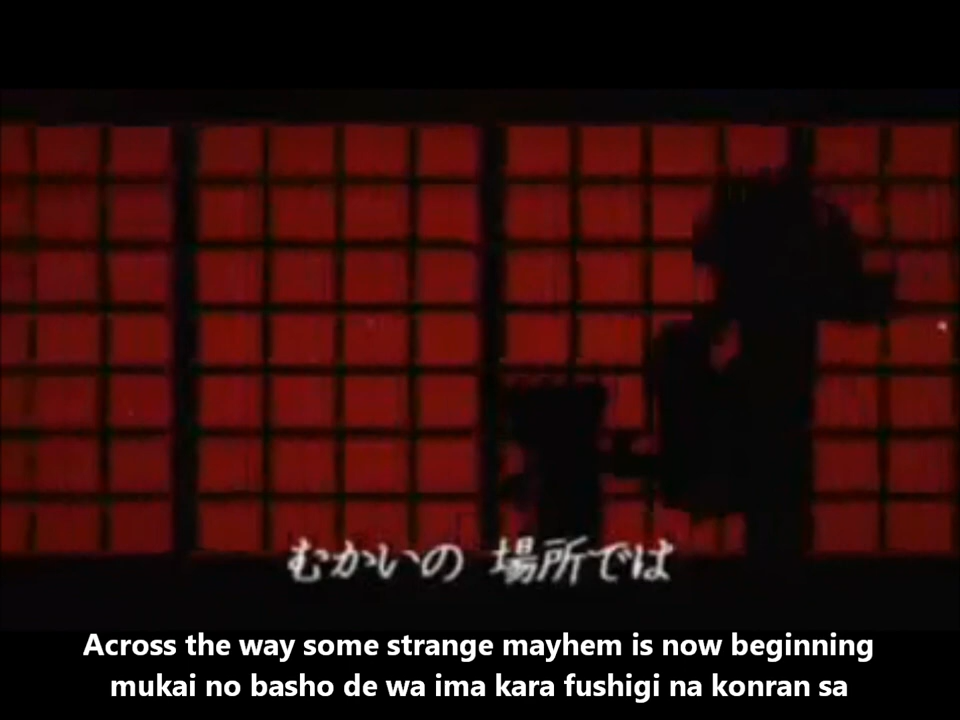 むかいの 場所では
Across the way some strange mayhem is now beginning
mukai no basho de wa ima kara fushigi na konran sa